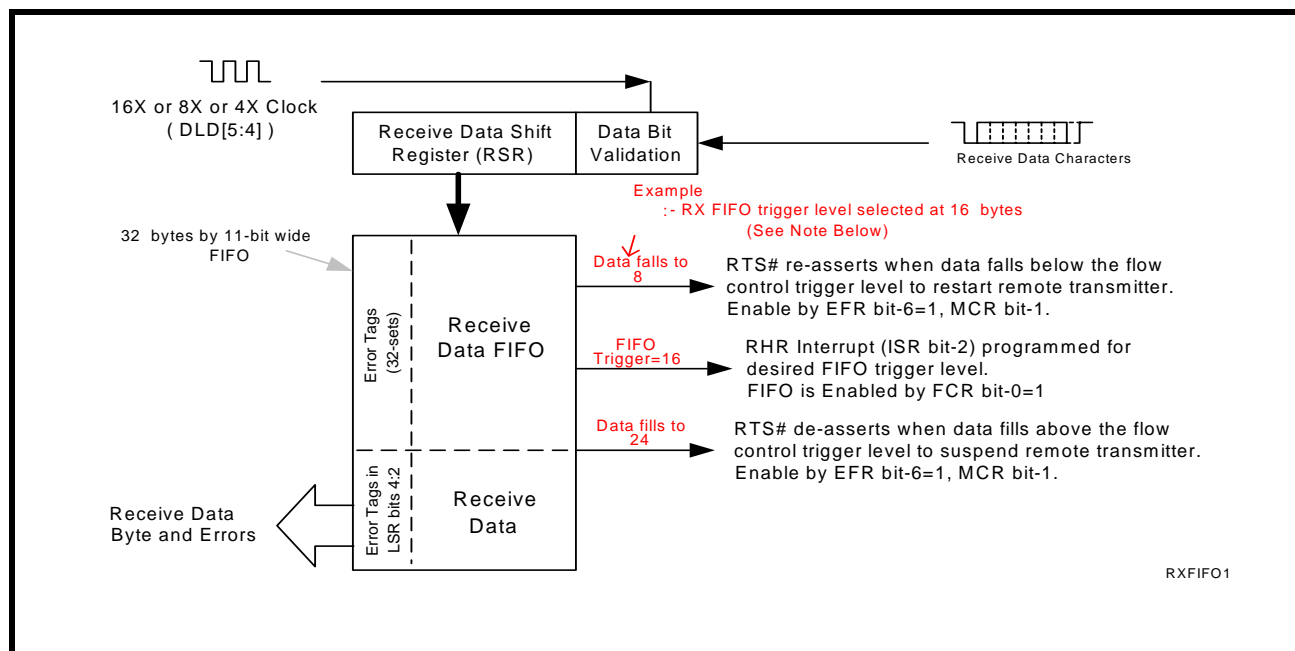 16X or 8X or 4X Clock
( DLD[5:4] )
Receive Data Shift
Register (RSR)
Data Bit
Validation
Receive Data Characters
Example
:- RX FIFO trigger level selected at 16 bytes
(See Note Below)
32 bytes by 11-bit wide
FIFO
Data falls to
8
RTS# re-asserts when data falls below the flow
control trigger level to restart remote transmitter.
Enable by EFR bit-6=1, MCR bit-1.
Error Tags
(32-sets)
Receive
Data FIFO
FIFO
Trigger=16
RHR Interrupt (ISR bit-2) programmed for
desired FIFO trigger level.
FIFO is Enabled by FCR bit-0=1
Data fills to
24
RTS# de-asserts when data fills above the flow
control trigger level to suspend remote transmitter.
Enable by EFR bit-6=1, MCR bit-1.
Error Tags in
LSR bits 4:2
Receive
Data
Receive Data
Byte and Errors
RXFIFO1